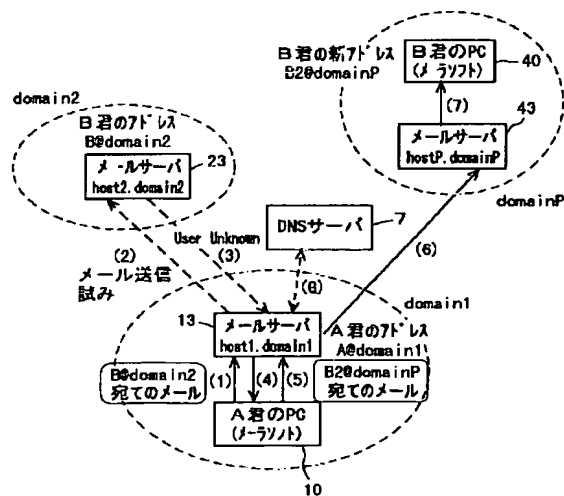 B君の新アドレス
B2@domainP
B君のPC
(メーラソフト)
40
(7)
43
メールサーバ
hostP.domainP
domainP
domain2
B君のアドレス
B@domain2
23
メールサーバ
host2.domain2
DNSサーバ
7
User Unknown
(2)
(3)
メール送信
試み
(6)
(0)
domain1
13
メールサーバ
host1.domain1
A君のアドレス
A@domain1
B@domain2
宛てのメール
(1)
(4)
(5)
B2@domainP
宛てのメール
A君のPC
(メーラソフト)
10